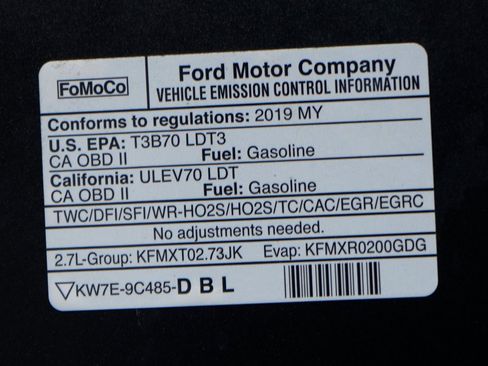 FoMoCo
Ford Motor Company
VEHICLE EMISSION CONTROL INFORMATION
Conforms to regulations: 2019 MY
U.S. EPA: T3B70 LDT3
CA OBD II Fuel: Gasoline
California: ULEV70 LDT
CA OBD II Fuel: Gasoline
TWC/DFI/SFI/WR-HO2S/HO2S/TC/CAC/EGR/EGRC
No adjustments needed.
2.7L-Group: KFMXT02.73JK Evap: KFMXR0200GDG
▽KW7E-9C485-DBL